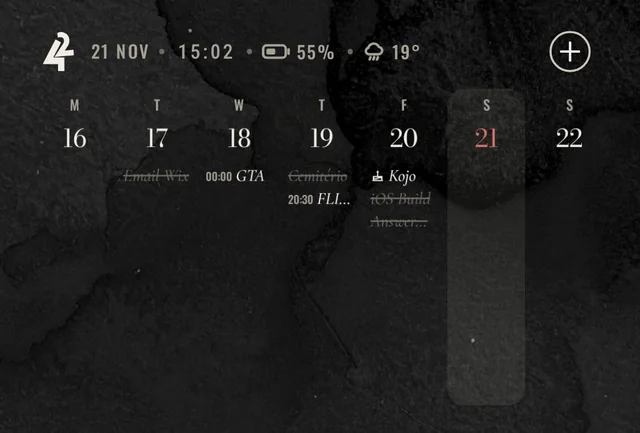 42 21 NOV • 15:02 • 55% • 19°
M T W T F S S
16 17 18 19 20 21 22
Email Wix 00:00 GTA Cemitério Kojo
20:30 FLI... iOS Build
Answer...